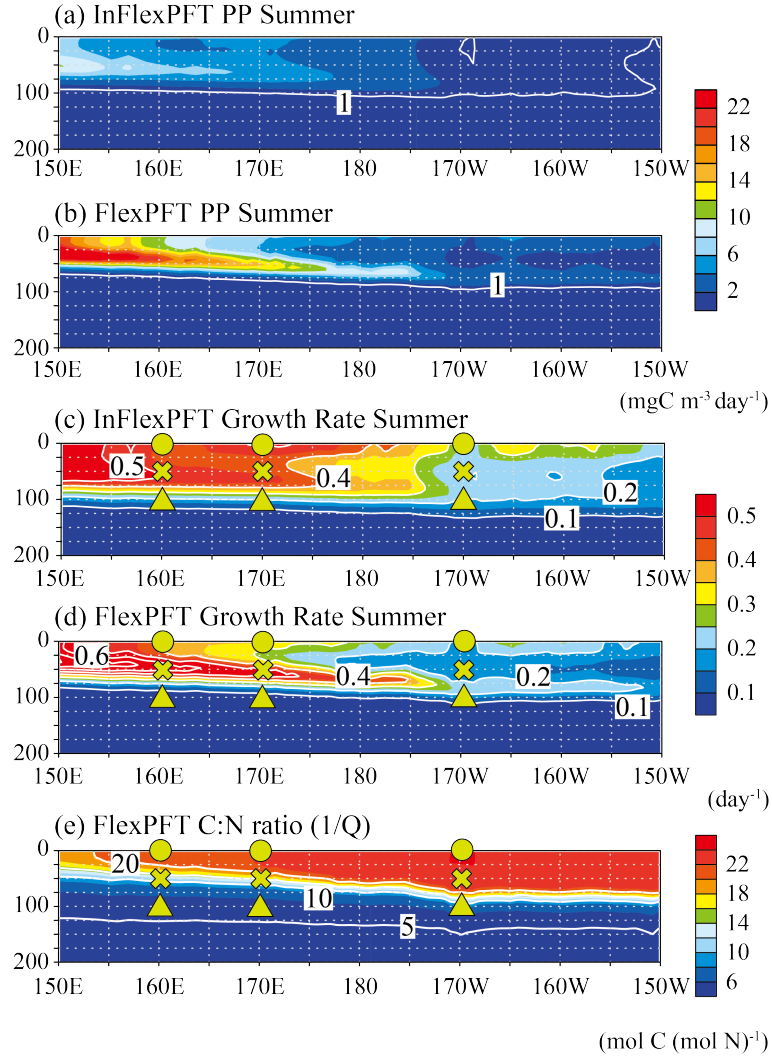 (a) InFlexPFT PP Summer
0
100
200
1
150E 160E 170E 180 170W 160W 150W
(b) FlexPFT PP Summer
0
100
200
1
150E 160E 170E 180 170W 160W 150W
22
18
14
10
6
2
(mgC m⁻³ day⁻¹)
(c) InFlexPFT Growth Rate Summer
0
100
200
0.5 0.4 0.2
0.1
150E 160E 170E 180 170W 160W 150W
(d) FlexPFT Growth Rate Summer
0
100
200
0.6 0.4 0.2
0.1
150E 160E 170E 180 170W 160W 150W
0.5
0.4
0.3
0.2
0.1
(day⁻¹)
(e) FlexPFT C:N ratio (1/Q)
0
100
200
20
10
5
150E 160E 170E 180 170W 160W 150W
22
18
14
10
6
(mol C (mol N)⁻¹)